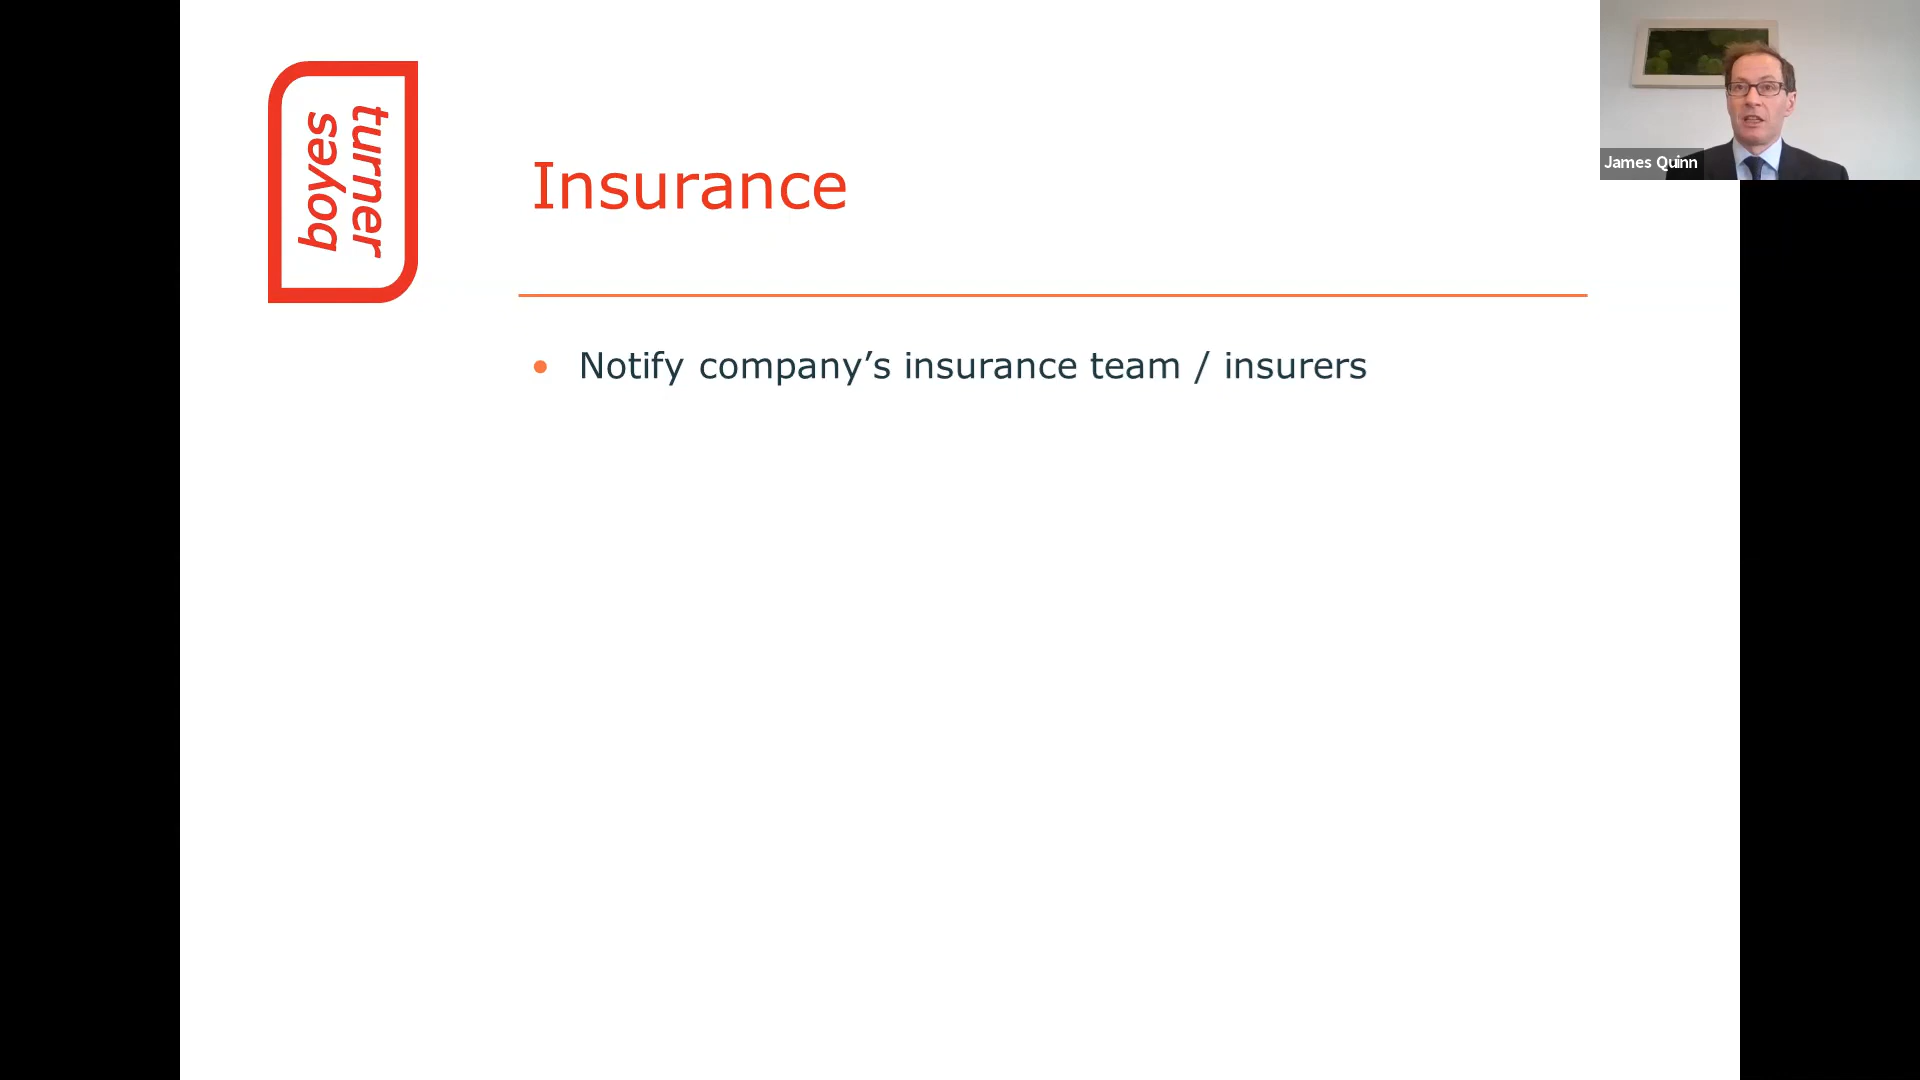 boyes
turner
Insurance
• Notify company’s insurance team / insurers
James Quinn